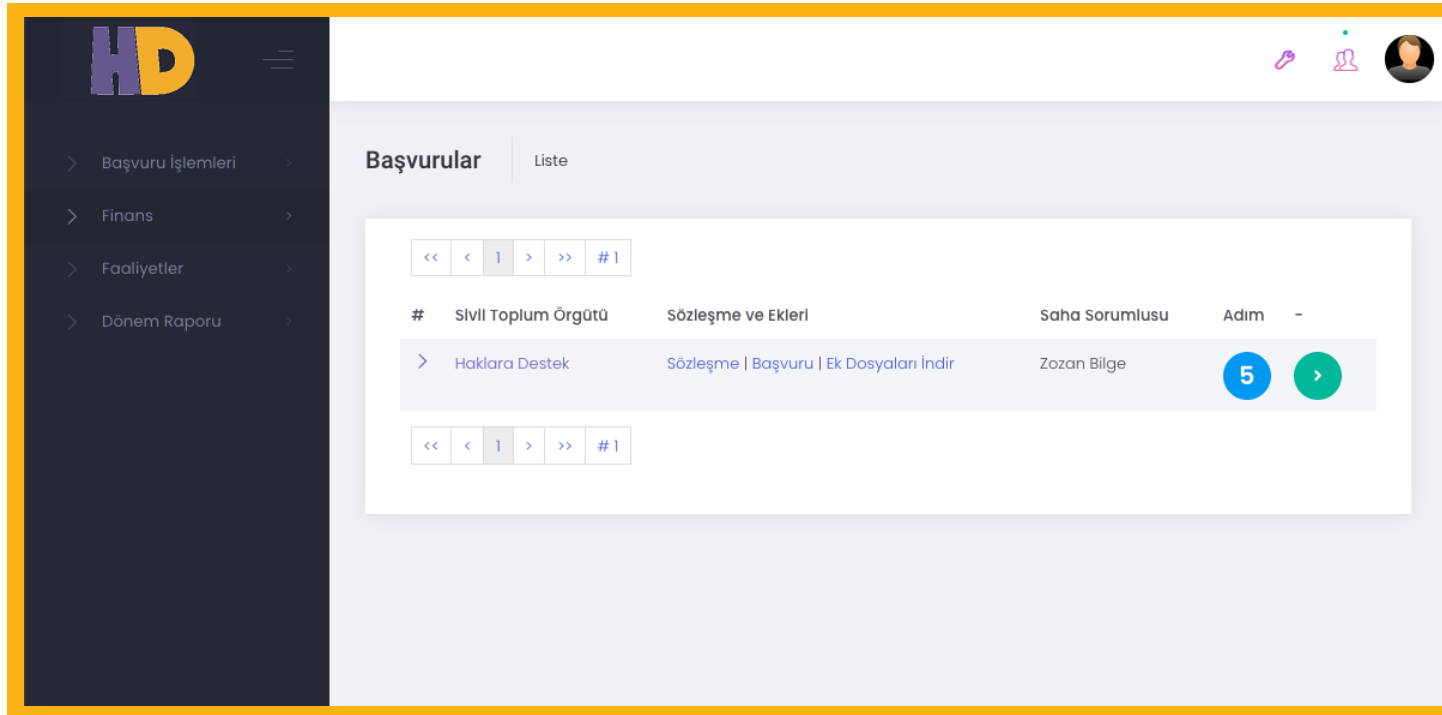 HD
Başvuru İşlemleri
Finans
Faaliyetler
Dönem Raporu
Başvurular Liste
<< < 1 > >> # 1
# Sivil Toplum Örgütü Sözleşme ve Ekleri Saha Sorumlusu Adım -
Haklara Destek Sözleşme | Başvuru | Ek Dosyaları İndir Zozan Bilge 5
<< < 1 > >> # 1